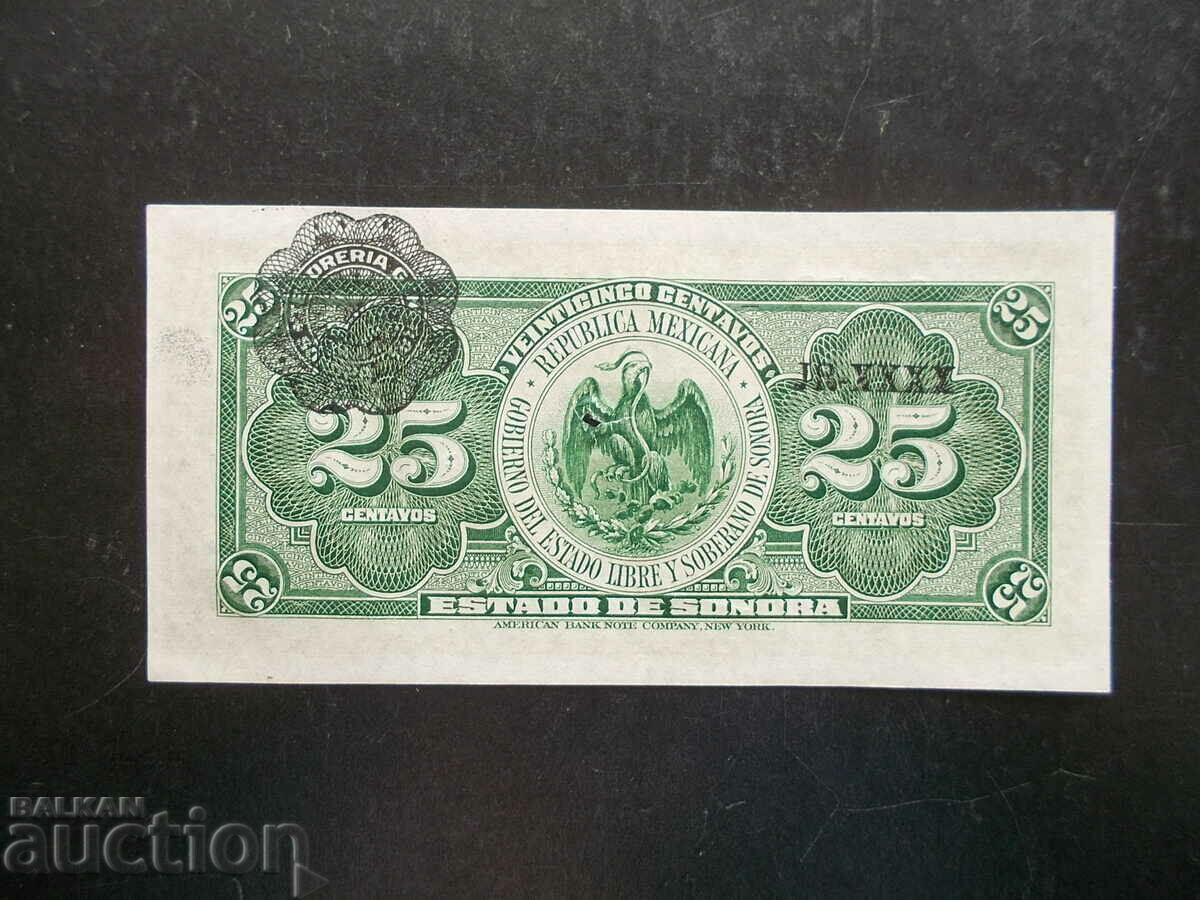 URERIA G
25
VEINTICINCO CENTAVOS
25
REPUBLICA MEXICANA
GOBIERNO DEL ESTADO LIBRE Y SOBERANO DE SONORA
25
CENTAVOS
25
CENTAVOS
25
25
ESTADO DE SONORA
AMERICAN BANK NOTE COMPANY, NEW YORK.
BALKAN
auction